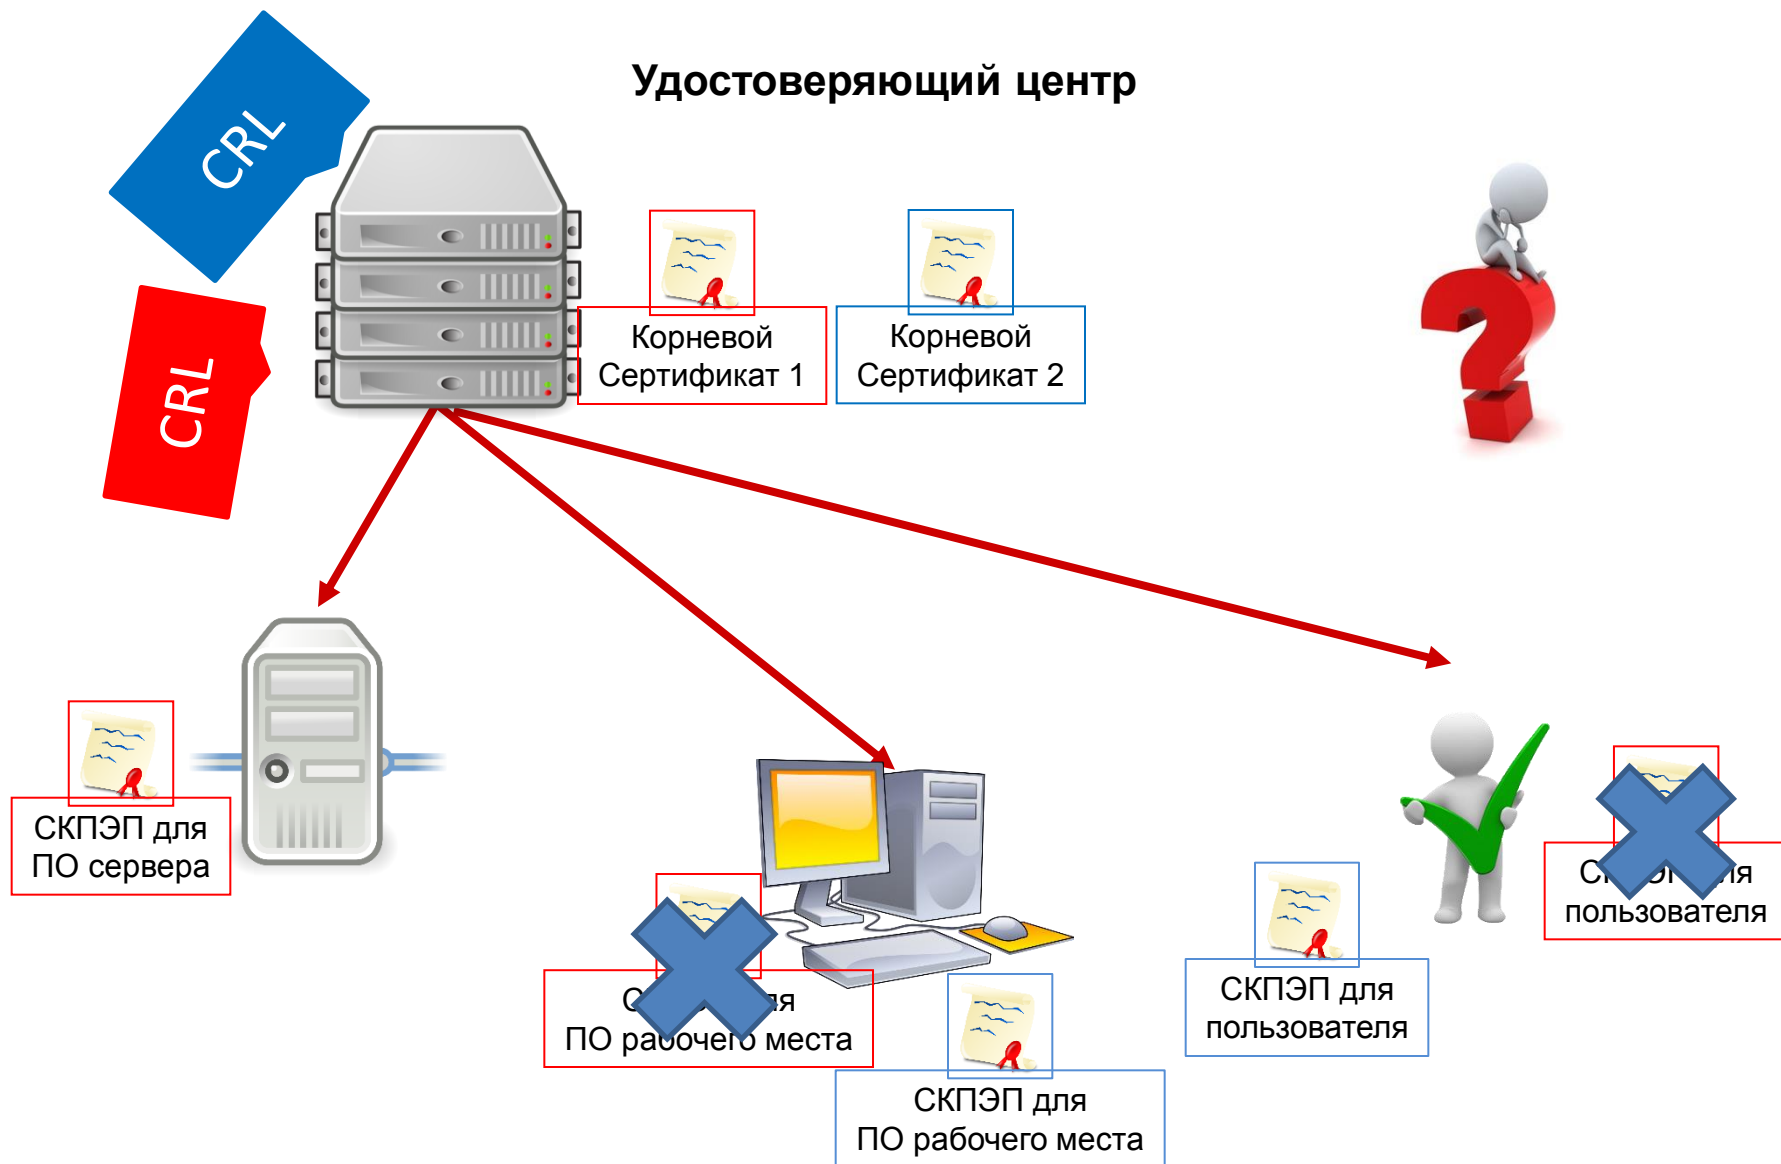 Удостоверяющий центр
CRL
CRL
Корневой
Сертификат 1
Корневой
Сертификат 2
СКПЭП для
ПО сервера
ПО рабочего места
СКПЭП для
ПО рабочего места
СКПЭП для
пользователя
пользователя